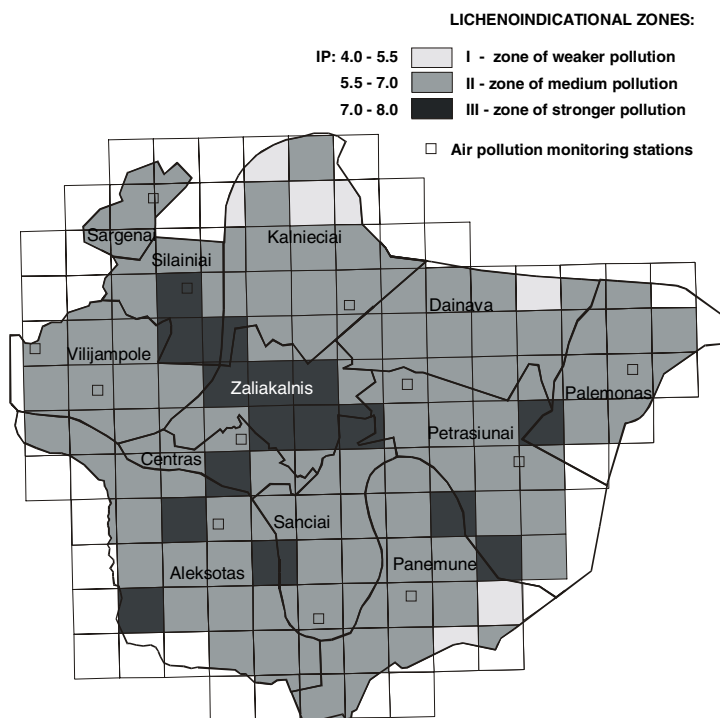 LICHENOINDICATIONAL ZONES:
IP: 4.0 - 5.5 I - zone of weaker pollution
5.5 - 7.0 II - zone of medium pollution
7.0 - 8.0 III - zone of stronger pollution
Air pollution monitoring stations
Sargenai
Kalnieciai
Silainiai
Dainava
Vilijampole
Zaliakalnis
Palemonas
Petrasiunai
Centras
Sanciai
Aleksotas
Panemune